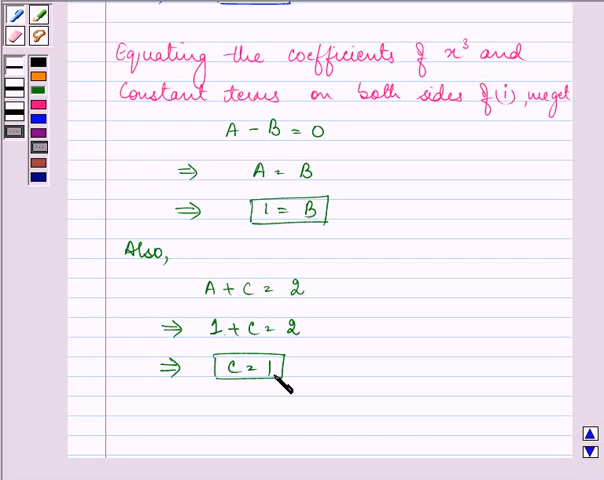 Equating the coefficients of x³ and
Constant terms on both sides of (i), we get
A - B = 0
⇒ A = B
⇒ 1 = B
Also,
A + C = 2
⇒ 1 + C = 2
⇒ C = 1